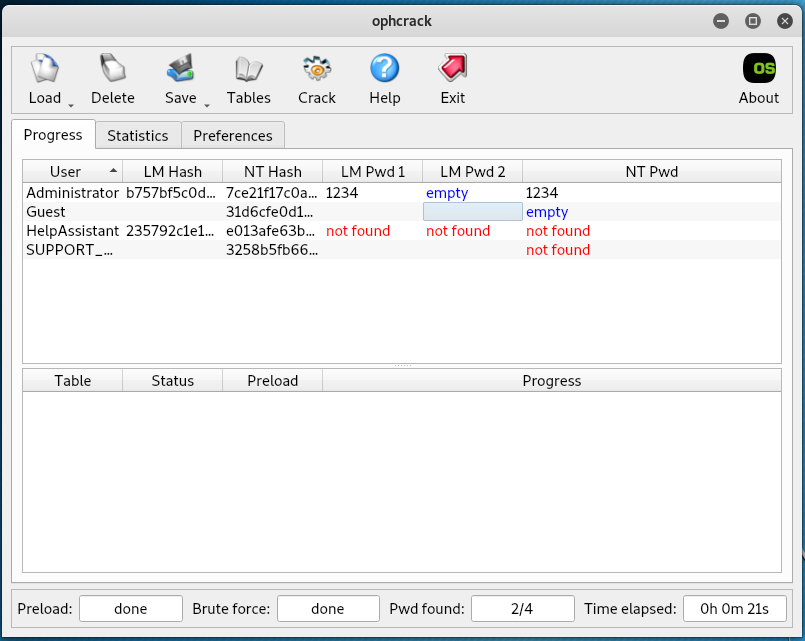 ophcrack
Load Delete Save Tables Crack Help Exit OS About
Progress Statistics Preferences
User LM Hash NT Hash LM Pwd 1 LM Pwd 2 NT Pwd
Administrator b757bf5c0d... 7ce21f17c0a... 1234 empty 1234
Guest 31d6cfe0d1... empty
HelpAssistant 235792c1e1... e013afe63b... not found not found not found
SUPPORT_... 3258b5fb66... not found
Table Status Preload Progress
Preload: done Brute force: done Pwd found: 2/4 Time elapsed: 0h 0m 21s